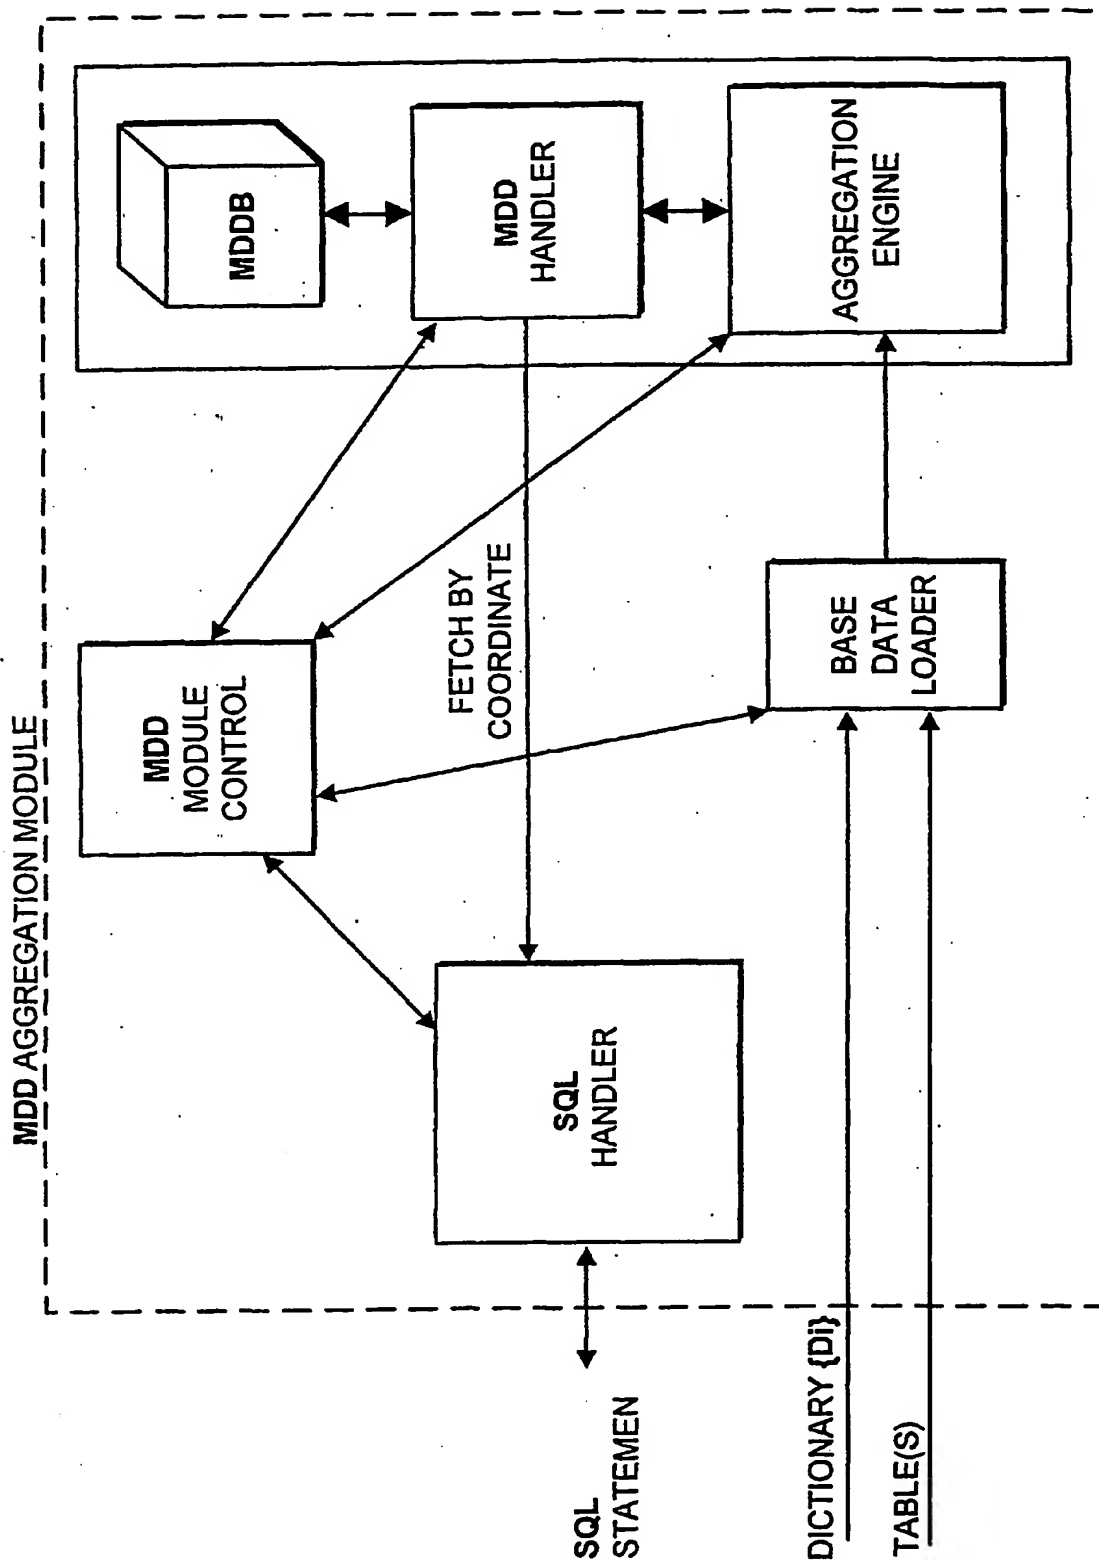 MDD AGGREGATION MODULE
MDD
MODULE
CONTROL
MDDB
MDD
HANDLER
AGGREGATION
ENGINE
FETCH BY
COORDINATE
BASE
DATA
LOADER
SQL
HANDLER
SQL
STATEMEN
DICTIONARY {Di}
TABLE(S)